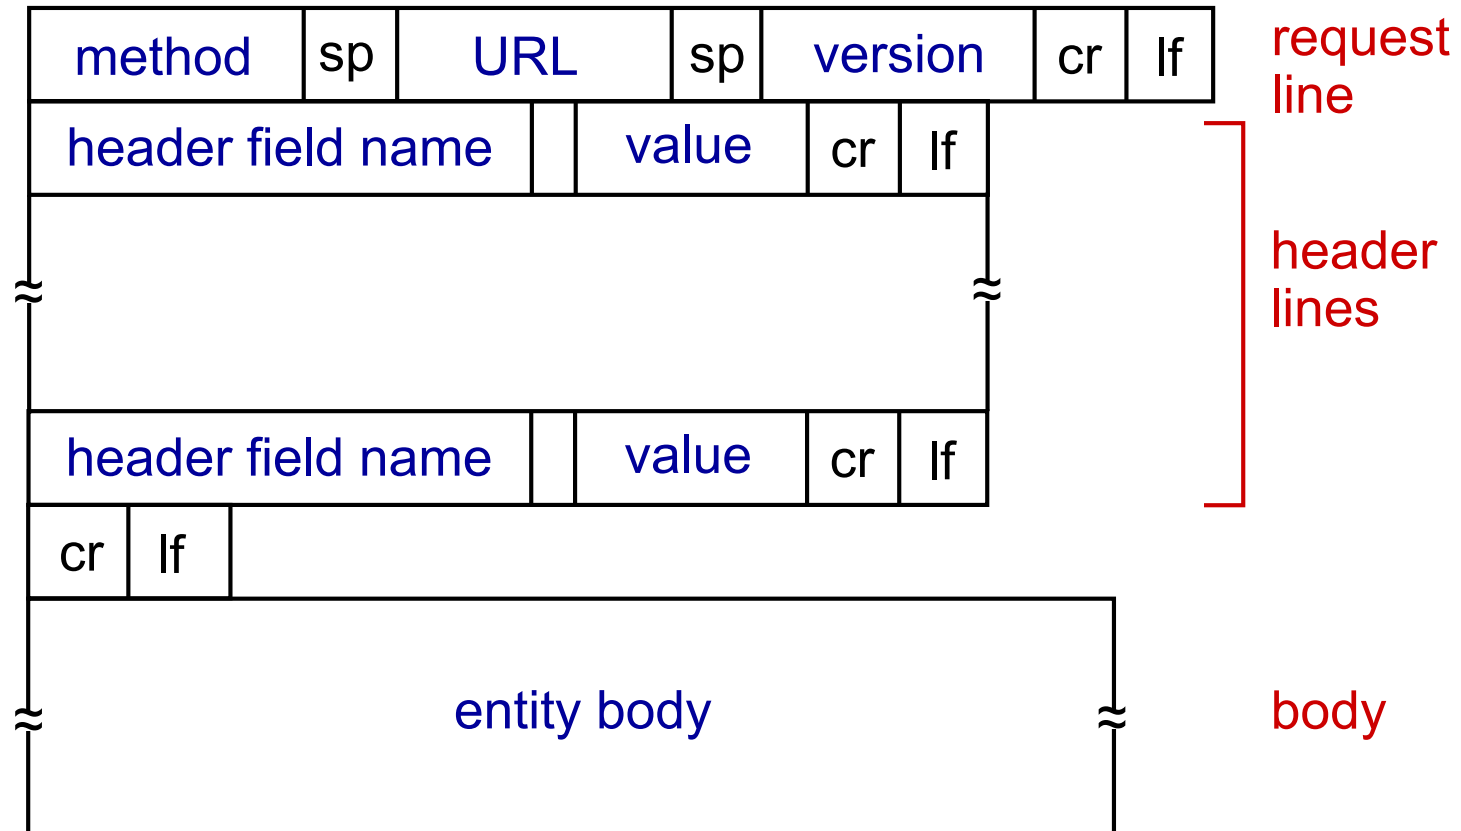 method sp URL sp version cr lf
request
line
header field name value cr lf
header
lines
header field name value cr lf
cr lf
entity body
body